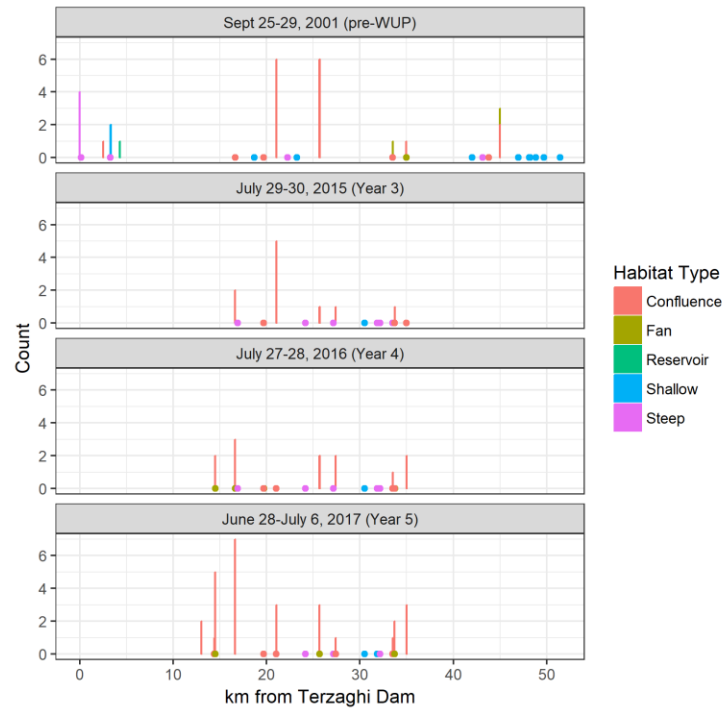 Sept 25-29, 2001 (pre-WUP)
6
4
2
0
July 29-30, 2015 (Year 3)
6
4
2
0
July 27-28, 2016 (Year 4)
6
4
2
0
June 28-July 6, 2017 (Year 5)
6
4
2
0
Count
0 10 20 30 40 50
km from Terzaghi Dam
Habitat Type
Confluence
Fan
Reservoir
Shallow
Steep